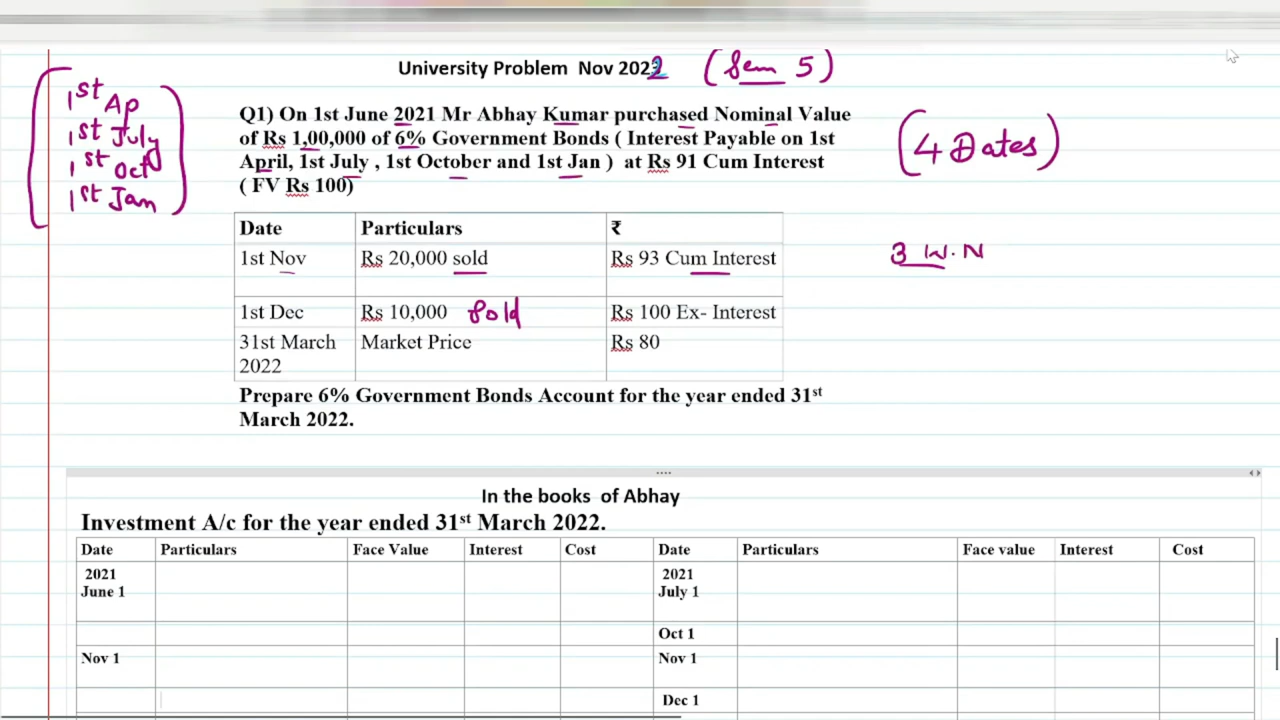 University Problem Nov 2022 (Sem 5)
1st Ap
1st July
1st Oct
1st Jan
Q1) On 1st June 2021 Mr Abhay Kumar purchased Nominal Value
of Rs 1,00,000 of 6% Government Bonds ( Interest Payable on 1st
April, 1st July , 1st October and 1st Jan ) at Rs 91 Cum Interest
( FV Rs 100)
(4 Dates)
Date Particulars ₹
1st Nov Rs 20,000 sold Rs 93 Cum Interest
3 W.N
1st Dec Rs 10,000 Sold Rs 100 Ex- Interest
31st March Market Price Rs 80
2022
Prepare 6% Government Bonds Account for the year ended 31st
March 2022.
In the books of Abhay
Investment A/c for the year ended 31st March 2022.
Date Particulars Face Value Interest Cost Date Particulars Face value Interest Cost
2021 2021
June 1 July 1
Oct 1
Nov 1 Nov 1
Dec 1